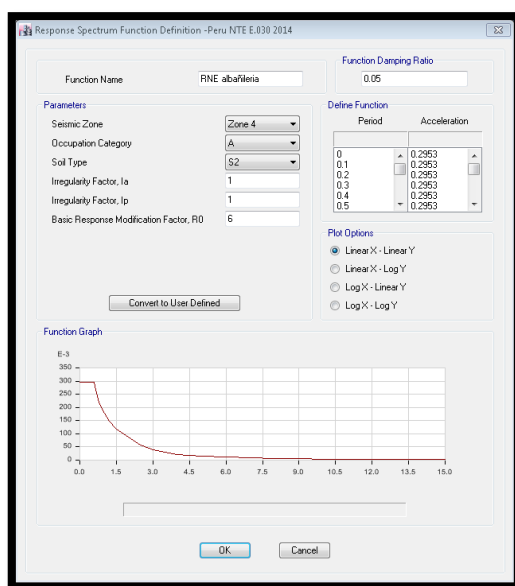 Response Spectrum Function Definition -Peru NTE E.030 2014
Function Name RNE albañileria
Function Damping Ratio
0.05
Parameters
Seismic Zone Zone 4
Occupation Category A
Soil Type S2
Irregularity Factor, Ia 1
Irregularity Factor, Ip 1
Basic Response Modification Factor, R0 6
Convert to User Defined
Define Function
Period Acceleration
0 0.2953
0.1 0.2953
0.2 0.2953
0.3 0.2953
0.4 0.2953
0.5 0.2953
Plot Options
Linear X - Linear Y
Linear X - Log Y
Log X - Linear Y
Log X - Log Y
Function Graph
E-3
350
300
250
200
150
100
50
0
0.0 1.5 3.0 4.5 6.0 7.5 9.0 10.5 12.0 13.5 15.0
OK Cancel